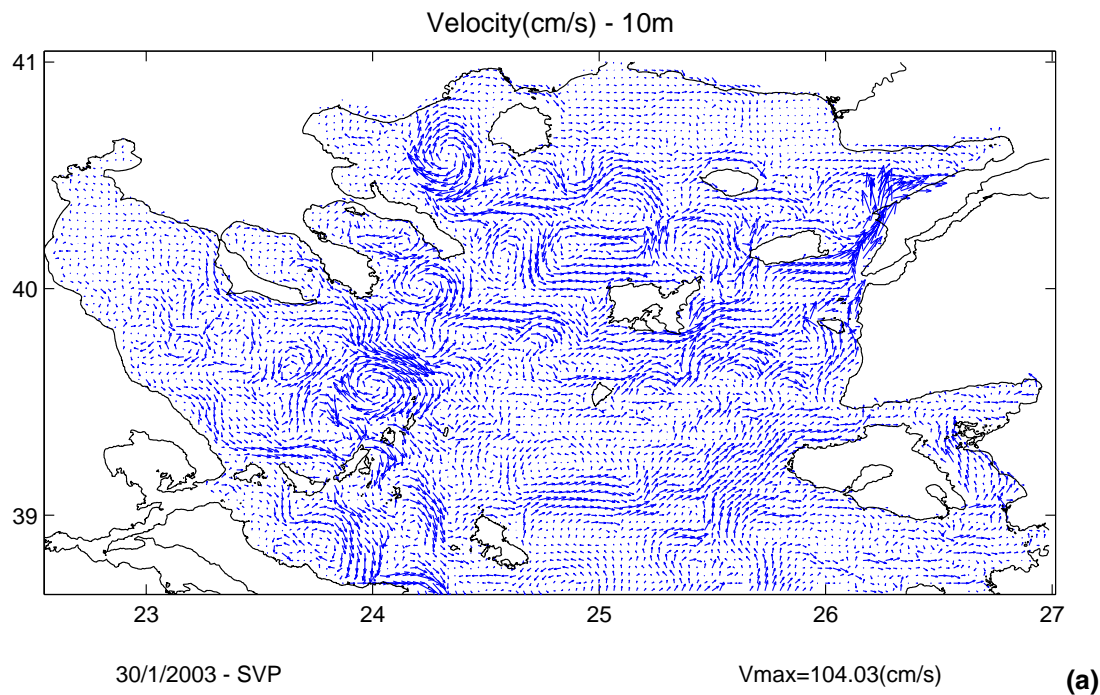 Velocity(cm/s) - 10m
41
40
39
23 24 25 26 27
30/1/2003 - SVP Vmax=104.03(cm/s) (a)